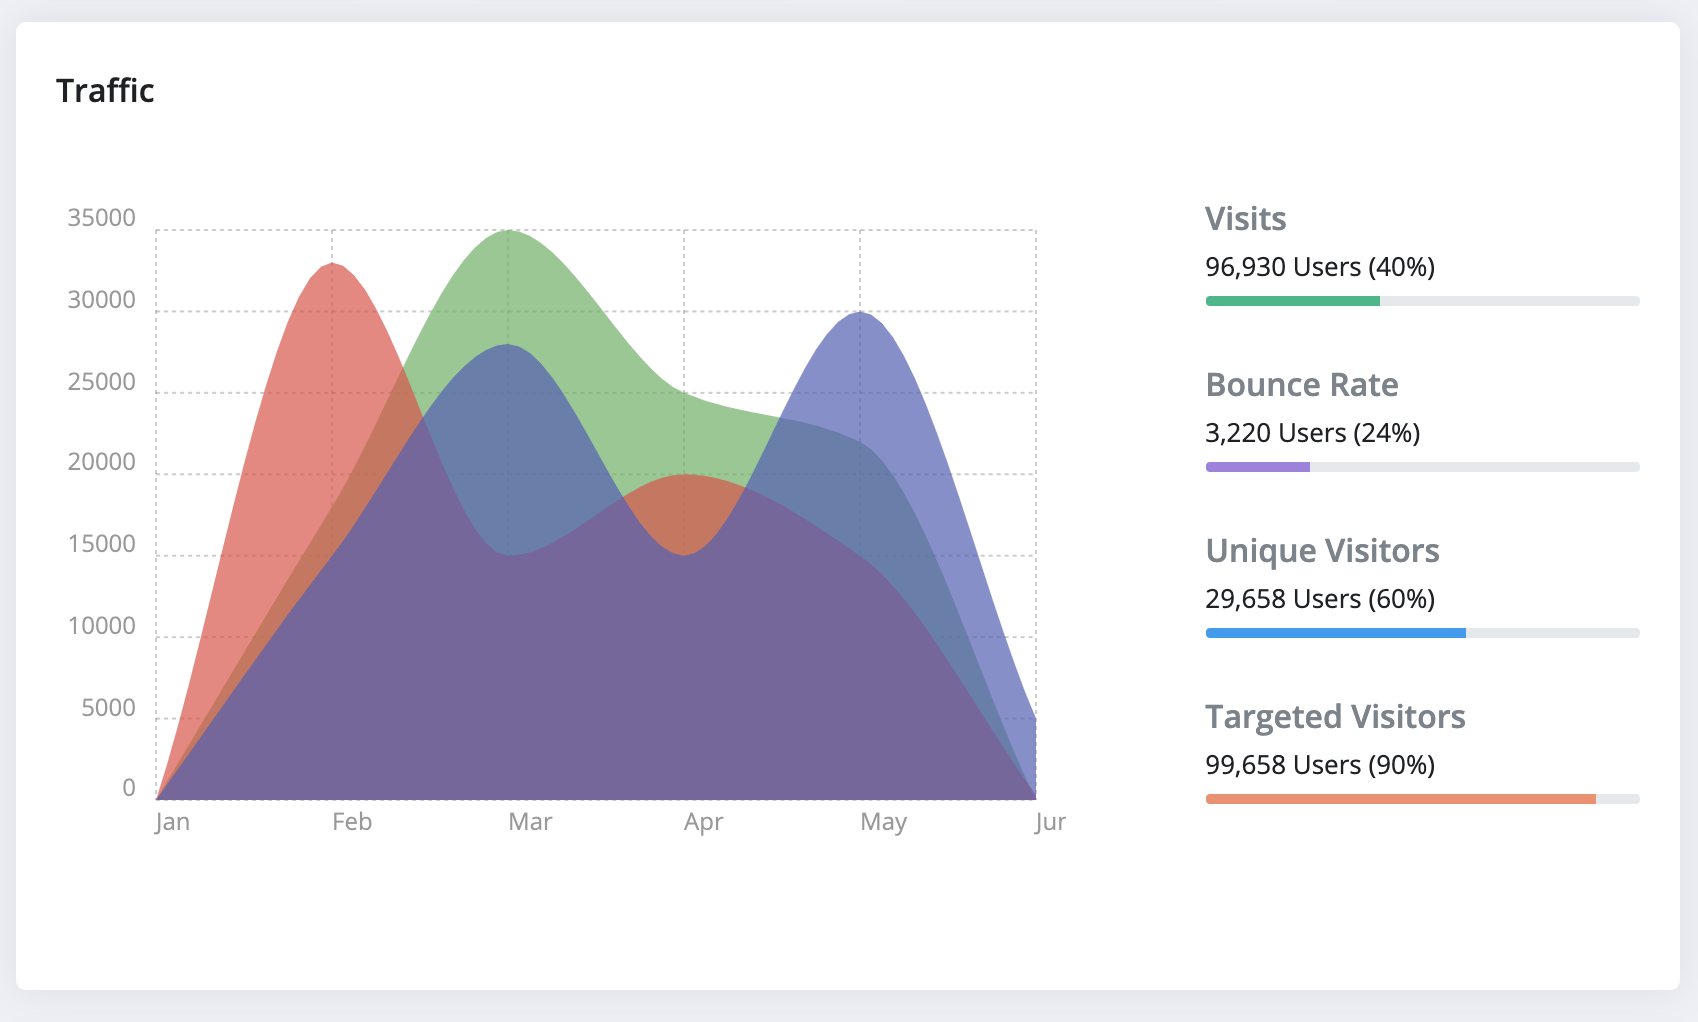 Traffic
35000
30000
25000
20000
15000
10000
5000
0
Jan
Feb
Mar
Apr
May
Jur
Visits
96,930 Users (40%)
Bounce Rate
3,220 Users (24%)
Unique Visitors
29,658 Users (60%)
Targeted Visitors
99,658 Users (90%)